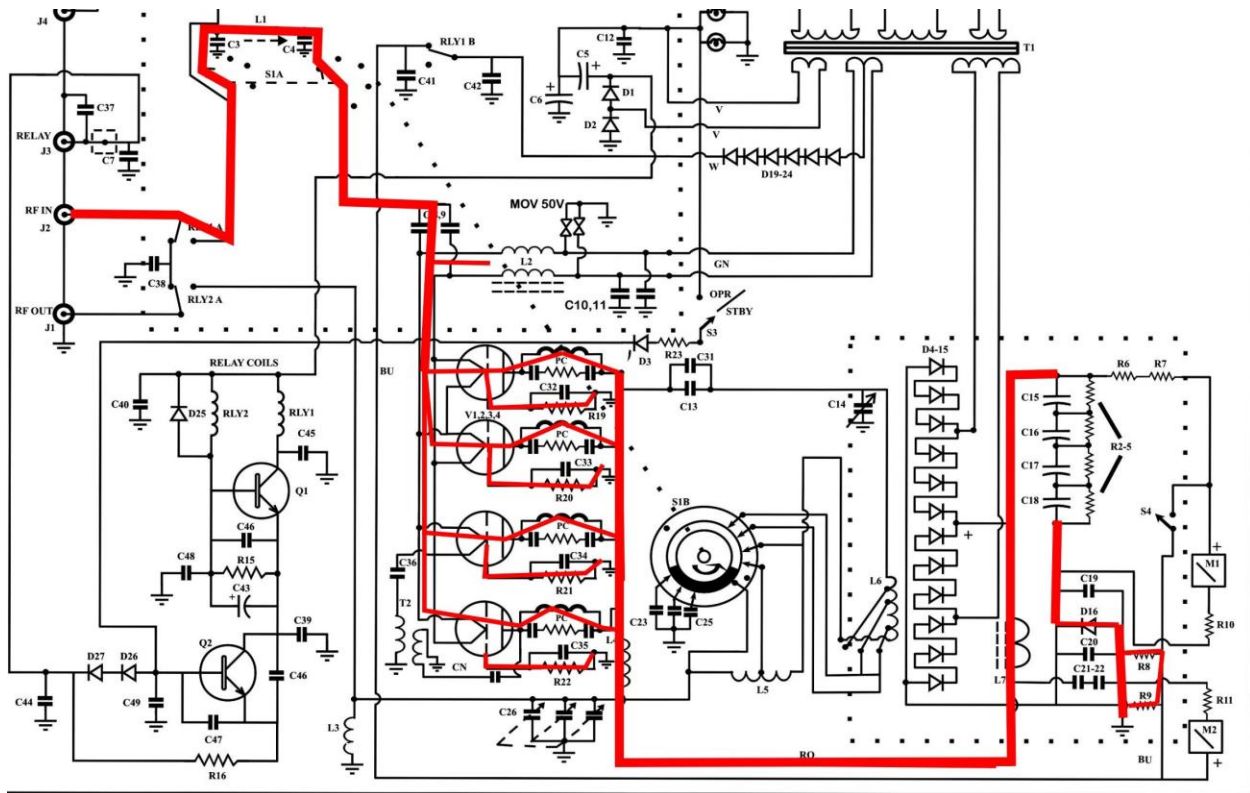 J4
L1
C3
C4
S1A
RLY1 B
C41
C42
C12
C5
+
+
C6
D1
D2
V
V
W
D19-24
T1
C37
RELAY
J3
C7
RF IN
J2
C38
RLY2 A
RF OUT
J1
MOV 50V
L2
GN
C10,11
OPR
STBY
S3
D3
R23
C31
C13
BU
RELAY COILS
C40
D25
RLY2
RLY1
C45
Q1
C46
R15
C43
+
C48
Q2
C39
C46
D27
D26
C44
C49
C47
R16
L3
C36
T2
CN
V1,2,3,4
PC
C32
R19
PC
C33
R20
PC
C34
R21
PC
C35
R22
C26
S1B
C23
C25
L5
L6
C14
D4-15
+
C15
C16
C17
C18
R6
R7
R2-5
S4
+
M1
R10
C19
D16
C20
C21-22
R8
R9
L7
R11
M2
+
BU